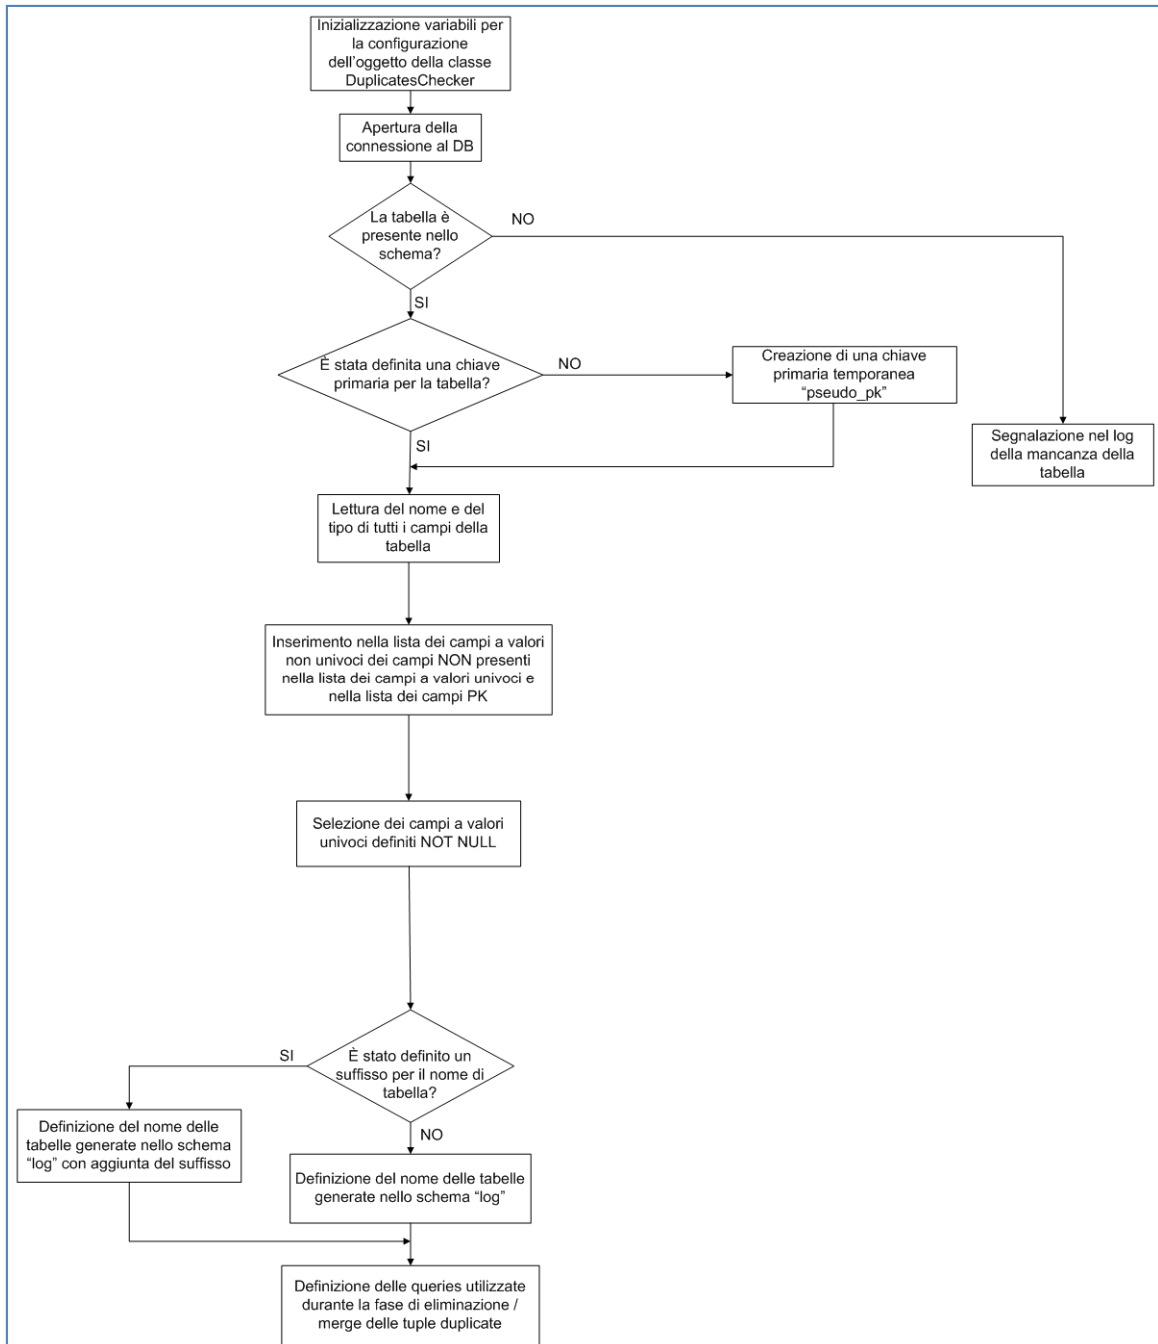 Inizializzazione variabili per
la configurazione
dell'oggetto della classe
DuplicatesChecker
Apertura della
connessione al DB
La tabella è
presente nello
schema?
NO
SI
È stata definita una chiave
primaria per la tabella?
NO
Creazione di una chiave
primaria temporanea
“pseudo_pk”
SI
Segnalazione nel log
della mancanza della
tabella
Lettura del nome e del
tipo di tutti i campi della
tabella
Inserimento nella lista dei campi a valori
non univoci dei campi NON presenti
nella lista dei campi a valori univoci e
nella lista dei campi PK
Selezione dei campi a valori
univoci definiti NOT NULL
È stato definito un
suffisso per il nome di
tabella?
SI
NO
Definizione del nome delle
tabelle generate nello schema
“log” con aggiunta del suffisso
Definizione del nome delle tabelle
generate nello schema “log”
Definizione delle queries utilizzate
durante la fase di eliminazione /
merge delle tuple duplicate